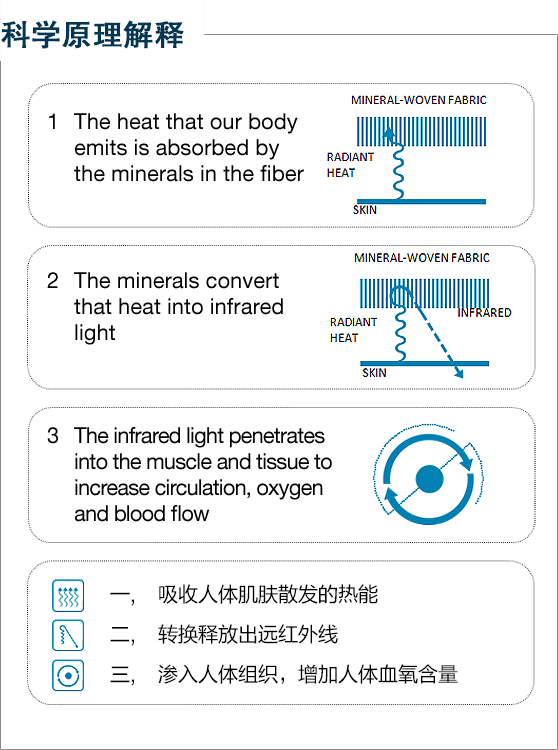 科学原理解释
1 The heat that our body
emits is absorbed by
the minerals in the fiber
MINERAL-WOVEN FABRIC
RADIANT
HEAT
SKIN
2 The minerals convert
that heat into infrared
light
MINERAL-WOVEN FABRIC
INFRARED
RADIANT
HEAT
SKIN
3 The infrared light penetrates
into the muscle and tissue to
increase circulation, oxygen
and blood flow
一， 吸收人体肌肤散发的热能
二， 转换释放出远红外线
三， 渗入人体组织，增加人体血氧含量